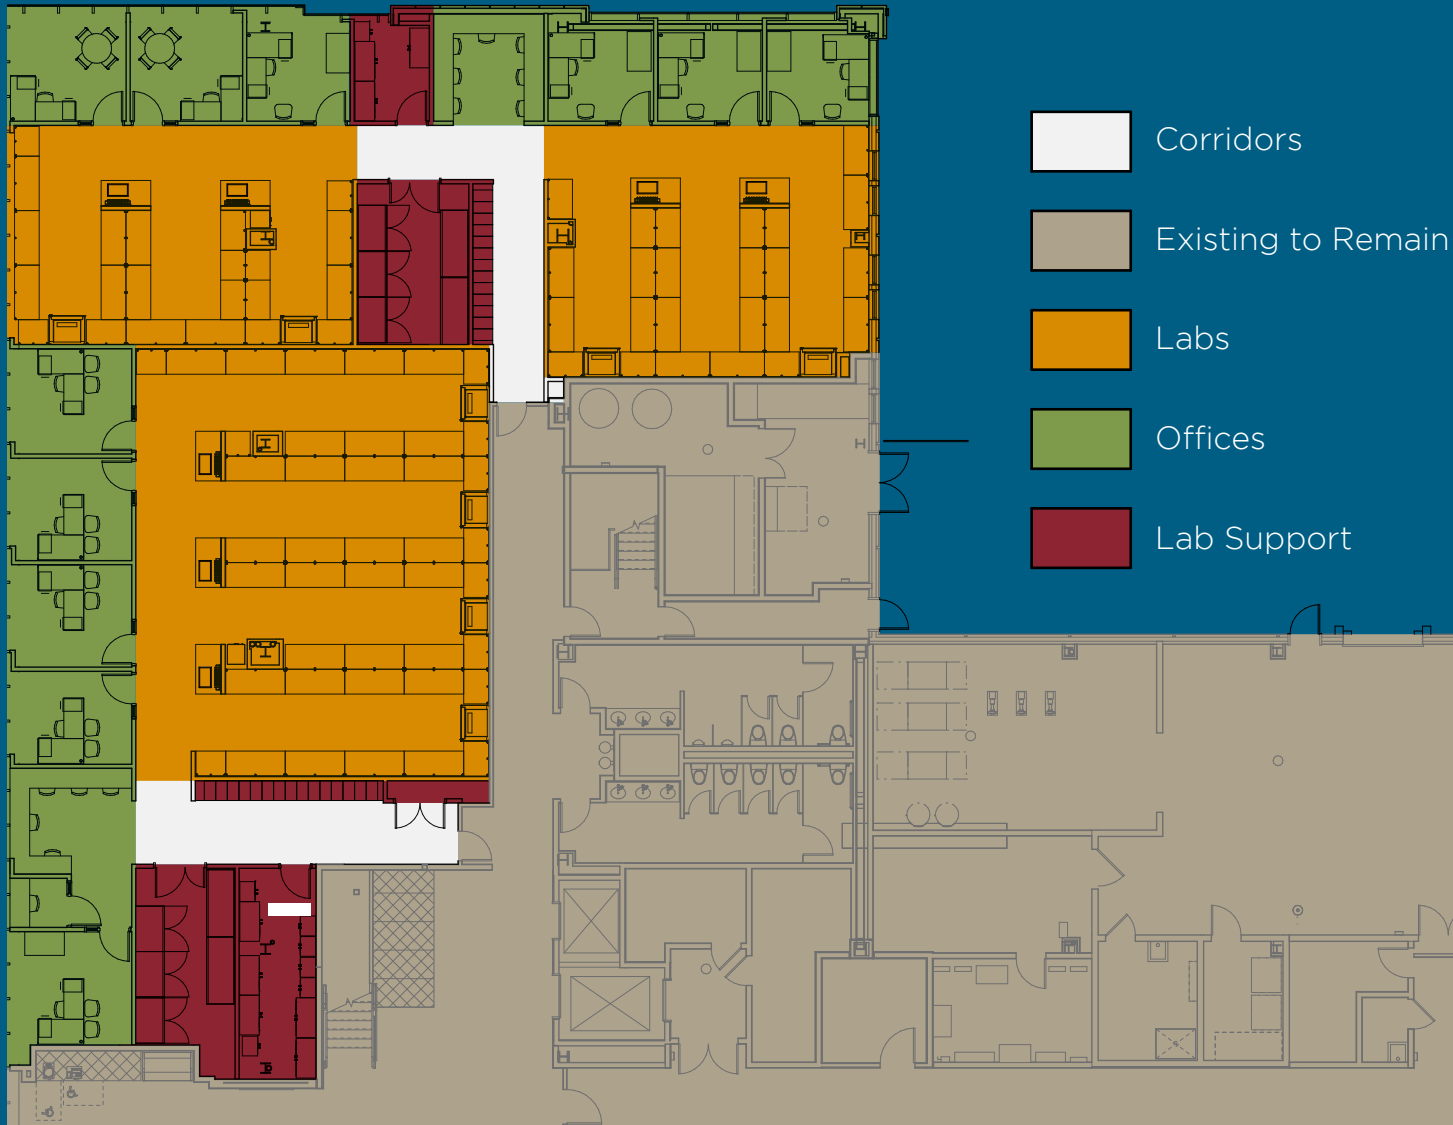 Corridors
Existing to Remain
Labs
Offices
Lab Support